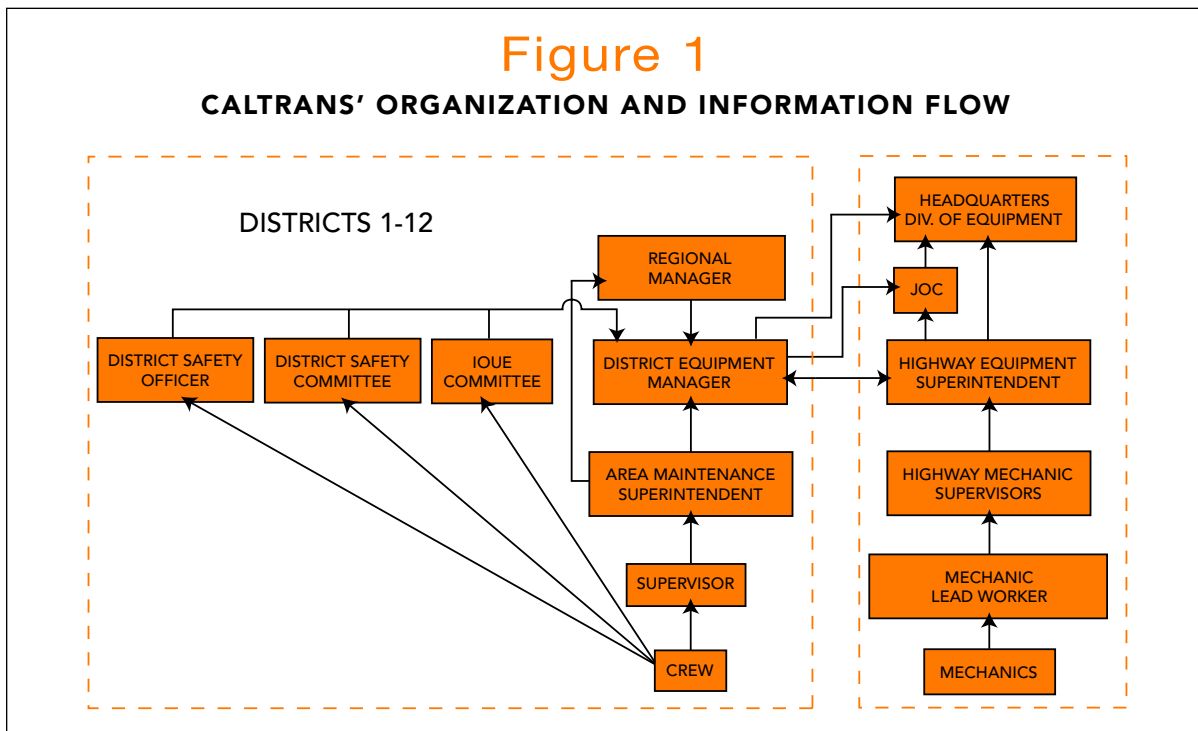 Figure 1
CALTRANS' ORGANIZATION AND INFORMATION FLOW
DISTRICTS 1-12
HEADQUARTERS
DIV. OF EQUIPMENT
REGIONAL
MANAGER
JOC
DISTRICT SAFETY
OFFICER
DISTRICT SAFETY
COMMITTEE
IOUE
COMMITTEE
DISTRICT EQUIPMENT
MANAGER
HIGHWAY EQUIPMENT
SUPERINTENDENT
AREA MAINTENANCE
SUPERINTENDENT
HIGHWAY MECHANIC
SUPERVISORS
SUPERVISOR
MECHANIC
LEAD WORKER
CREW
MECHANICS